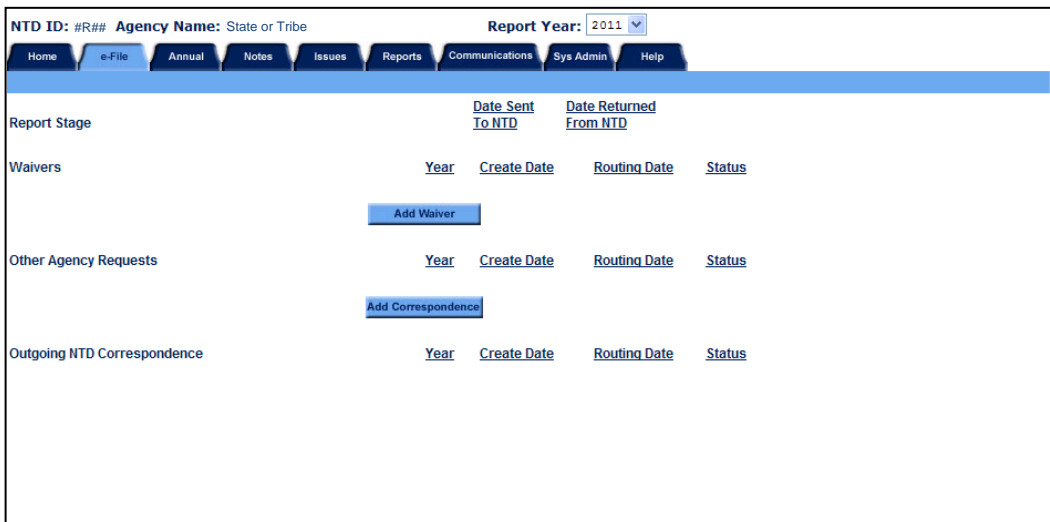 NTD ID: #R## Agency Name: State or Tribe Report Year: 2011
Home e-File Annual Notes Issues Reports Communications Sys Admin Help
Date Sent Date Returned
Report Stage To NTD From NTD
Waivers Year Create Date Routing Date Status
Add Waiver
Other Agency Requests Year Create Date Routing Date Status
Add Correspondence
Outgoing NTD Correspondence Year Create Date Routing Date Status